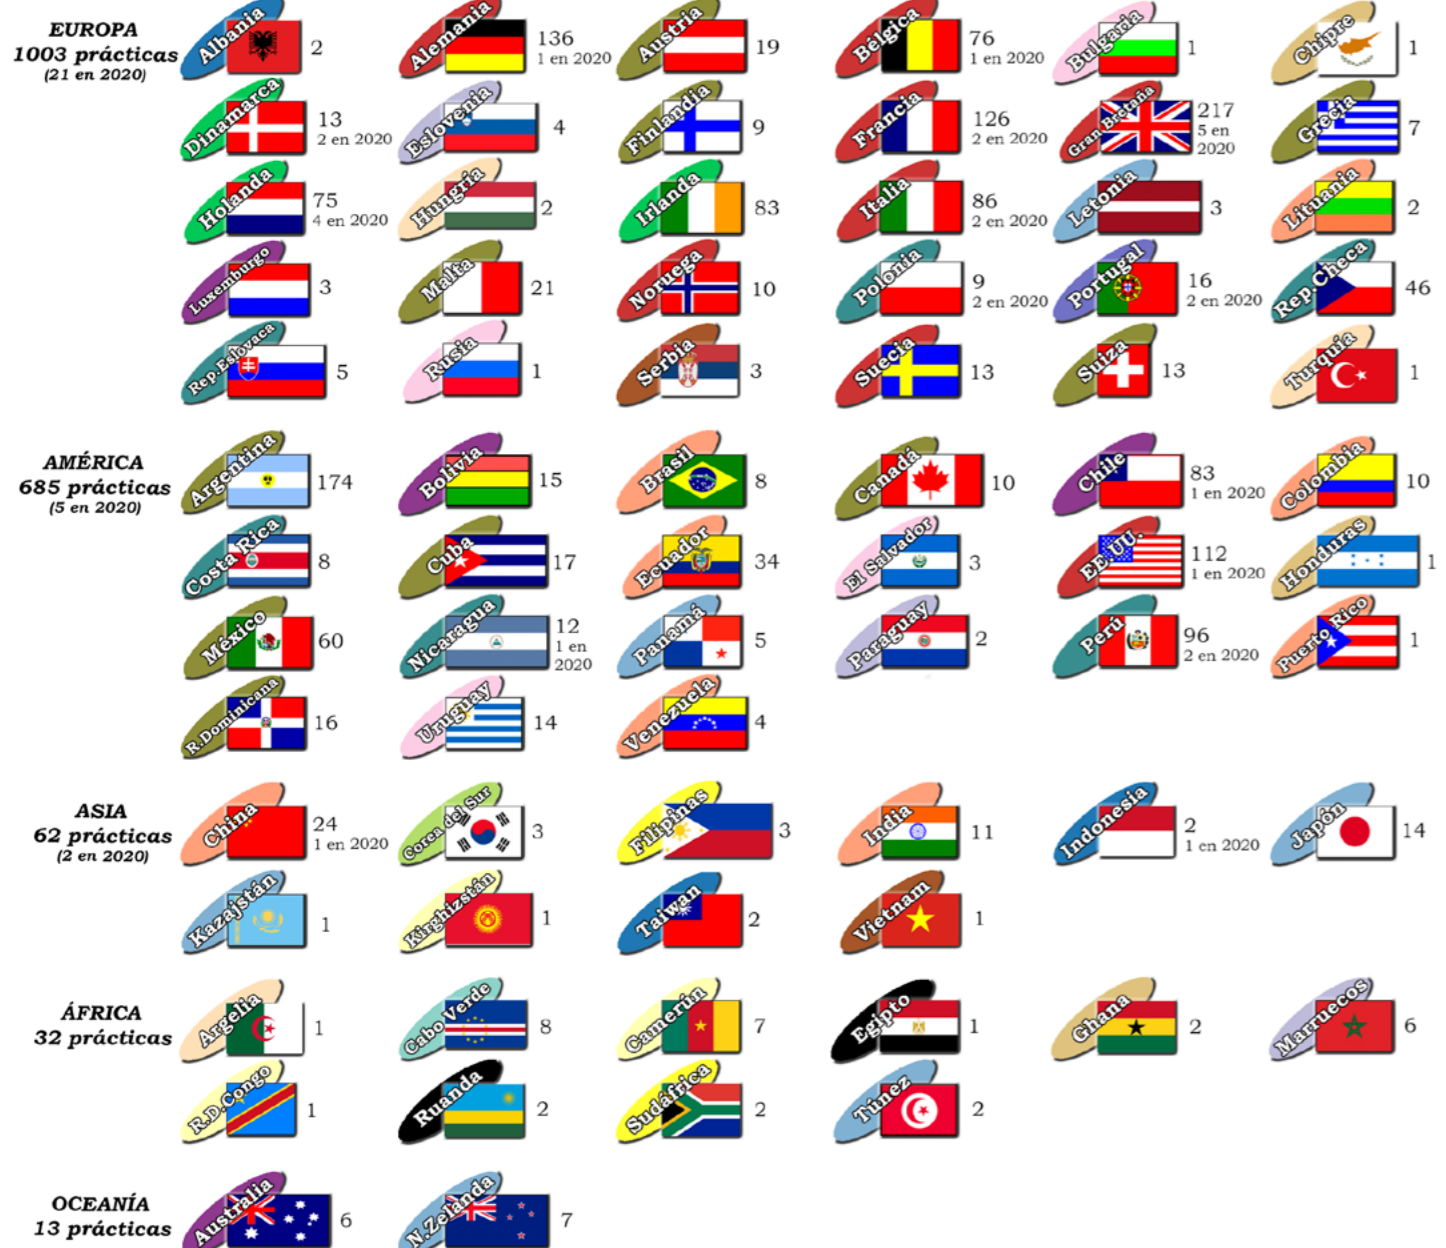 EUROPA
1003 prácticas
(21 en 2020)
Albania
2
Alemania
136
1 en 2020
Austria
19
Bélgica
76
1 en 2020
Bulgaria
1
Chipre
1
Dinamarca
13
2 en 2020
Eslovenia
4
Finlandia
9
Francia
126
2 en 2020
Gran Bretaña
217
5 en
2020
Grecia
7
Holanda
75
4 en 2020
Hungría
2
Irlanda
83
Italia
86
2 en 2020
Letonia
3
Lituania
2
Luxemburgo
3
Malta
21
Noruega
10
Polonia
9
2 en 2020
Portugal
16
2 en 2020
Rep.Checa
46
Rep.Eslovaca
5
Rusia
1
Serbia
3
Suecia
13
Suiza
13
Turquía
1
AMÉRICA
685 prácticas
(5 en 2020)
Argentina
174
Bolivia
15
Brasil
8
Canadá
10
Chile
83
1 en 2020
Colombia
10
Costa Rica
8
Cuba
17
Ecuador
34
El Salvador
3
EE.UU.
112
1 en 2020
Honduras
1
México
60
Nicaragua
12
1 en
2020
Panamá
5
Paraguay
2
Perú
96
2 en 2020
Puerto Rico
1
R.Dominicana
16
Uruguay
14
Venezuela
4
ASIA
62 prácticas
(2 en 2020)
China
24
1 en 2020
Corea del Sur
3
Filipinas
3
India
11
Indonesia
2
1 en 2020
Japón
14
Kazajstán
1
Kirghizstán
1
Taiwan
2
Vietnam
1
ÁFRICA
32 prácticas
Argelia
1
Cabo Verde
8
Camerún
7
Egipto
1
Ghana
2
Marruecos
6
R.D.Congo
1
Ruanda
2
Sudáfrica
2
Túnez
2
OCEANÍA
13 prácticas
Australia
6
N.Zelanda
7